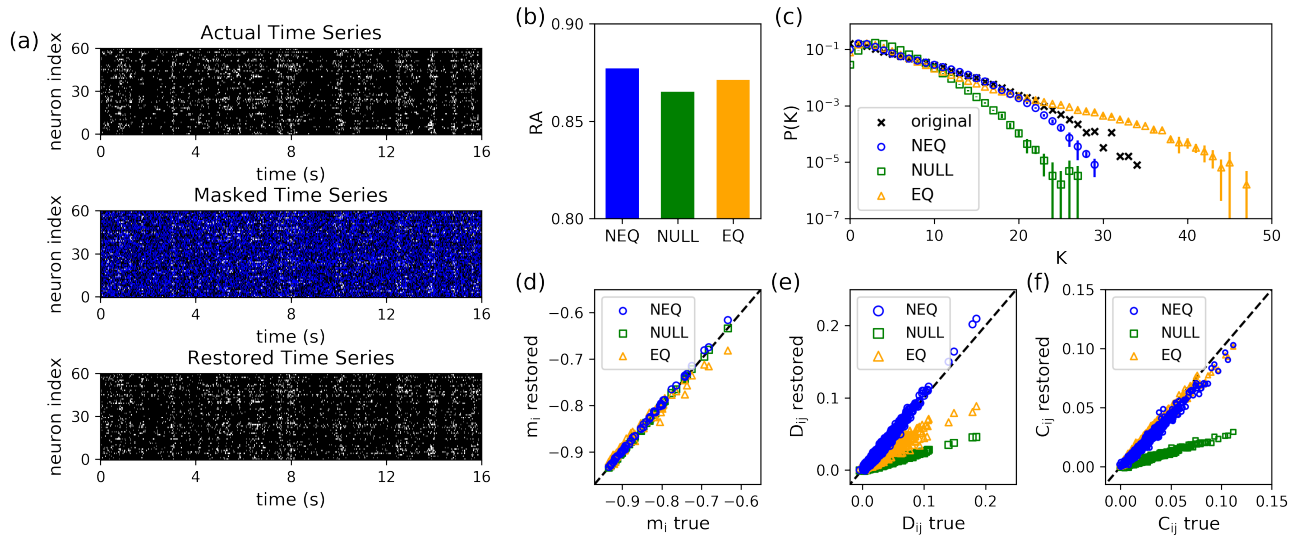 (a)
Actual Time Series
neuron index
60
30
0
0 4 8 12 16
time (s)
Masked Time Series
neuron index
60
30
0
0 4 8 12 16
time (s)
Restored Time Series
neuron index
60
30
0
0 4 8 12 16
time (s)
(b)
RA
0.90
0.85
0.80
NEQ NULL EQ
(c)
P(K)
10⁻¹
10⁻³
10⁻⁵
10⁻⁷
original
NEQ
NULL
EQ
0 10 20 30 40 50
K
(d)
mᵢ restored
−0.6
−0.7
−0.8
−0.9
NEQ
NULL
EQ
−0.9 −0.8 −0.7 −0.6
mᵢ true
(e)
Dᵢⱼ restored
0.2
0.1
0.0
NEQ
NULL
EQ
0.0 0.1 0.2
Dᵢⱼ true
(f)
Cᵢⱼ restored
0.15
0.10
0.05
0.00
NEQ
NULL
EQ
0.00 0.05 0.10 0.15
Cᵢⱼ true